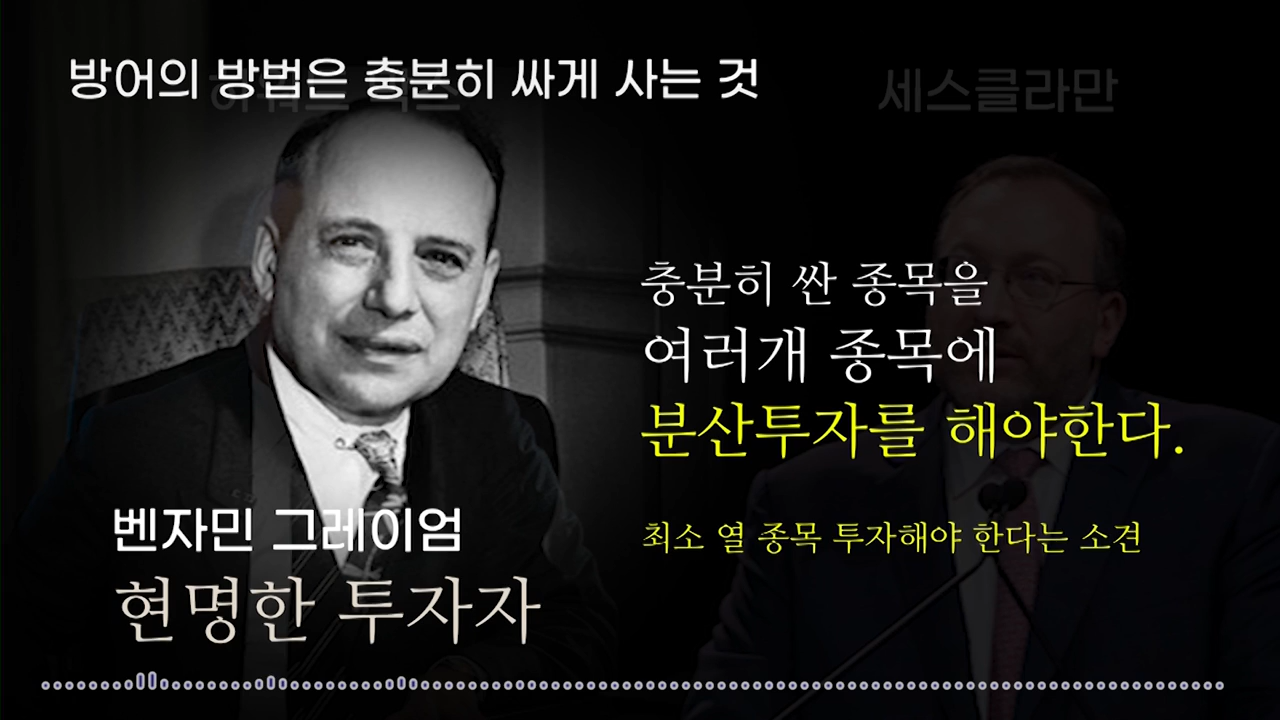 방어의 방법은 충분히 싸게 사는 것
세스클라만
충분히 싼 종목을
여러개 종목에
분산투자를 해야한다.
최소 열 종목 투자해야 한다는 소견
벤자민 그레이엄
현명한 투자자